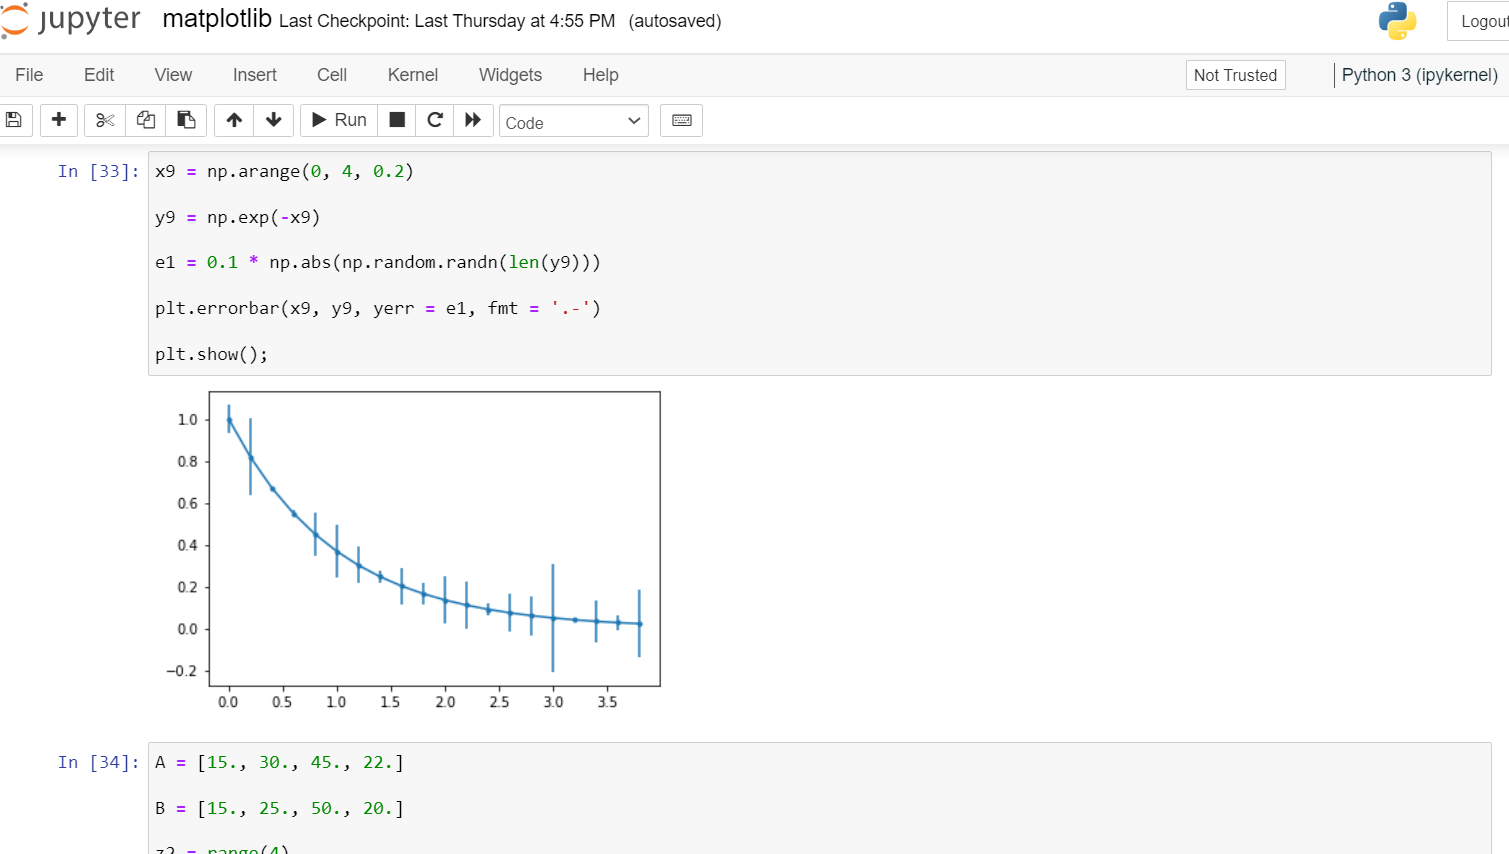 jupyter matplotlib Last Checkpoint: Last Thursday at 4:55 PM (autosaved) Logout
File Edit View Insert Cell Kernel Widgets Help Not Trusted Python 3 (ipykernel)
Run Code
In [33]: x9 = np.arange(0, 4, 0.2)
y9 = np.exp(-x9)
e1 = 0.1 * np.abs(np.random.randn(len(y9)))
plt.errorbar(x9, y9, yerr = e1, fmt = '.-')
plt.show();
1.0
0.8
0.6
0.4
0.2
0.0
−0.2
0.0 0.5 1.0 1.5 2.0 2.5 3.0 3.5
In [34]: A = [15., 30., 45., 22.]
B = [15., 25., 50., 20.]
z2 = range(4)